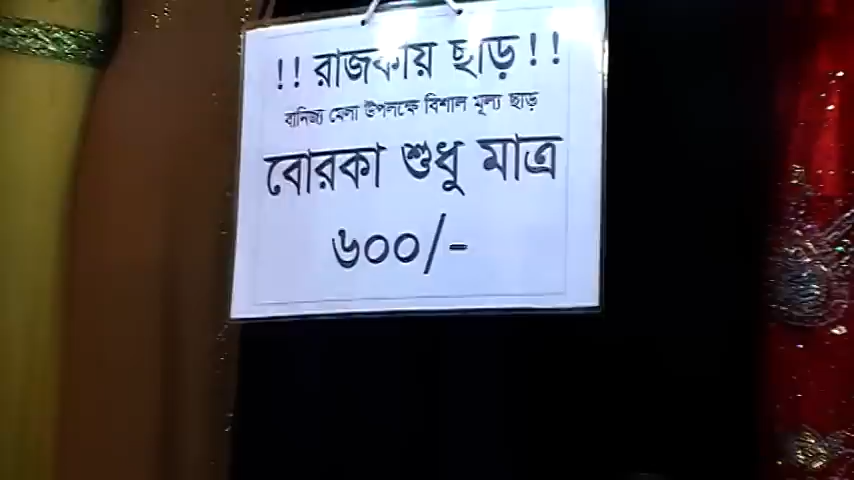 !! রাজকীয় ছাড় !!
বানিজ্য মেলা উপলক্ষে বিশাল মূল্য ছাড়
বোরকা শুধু মাত্র
৬০০/-